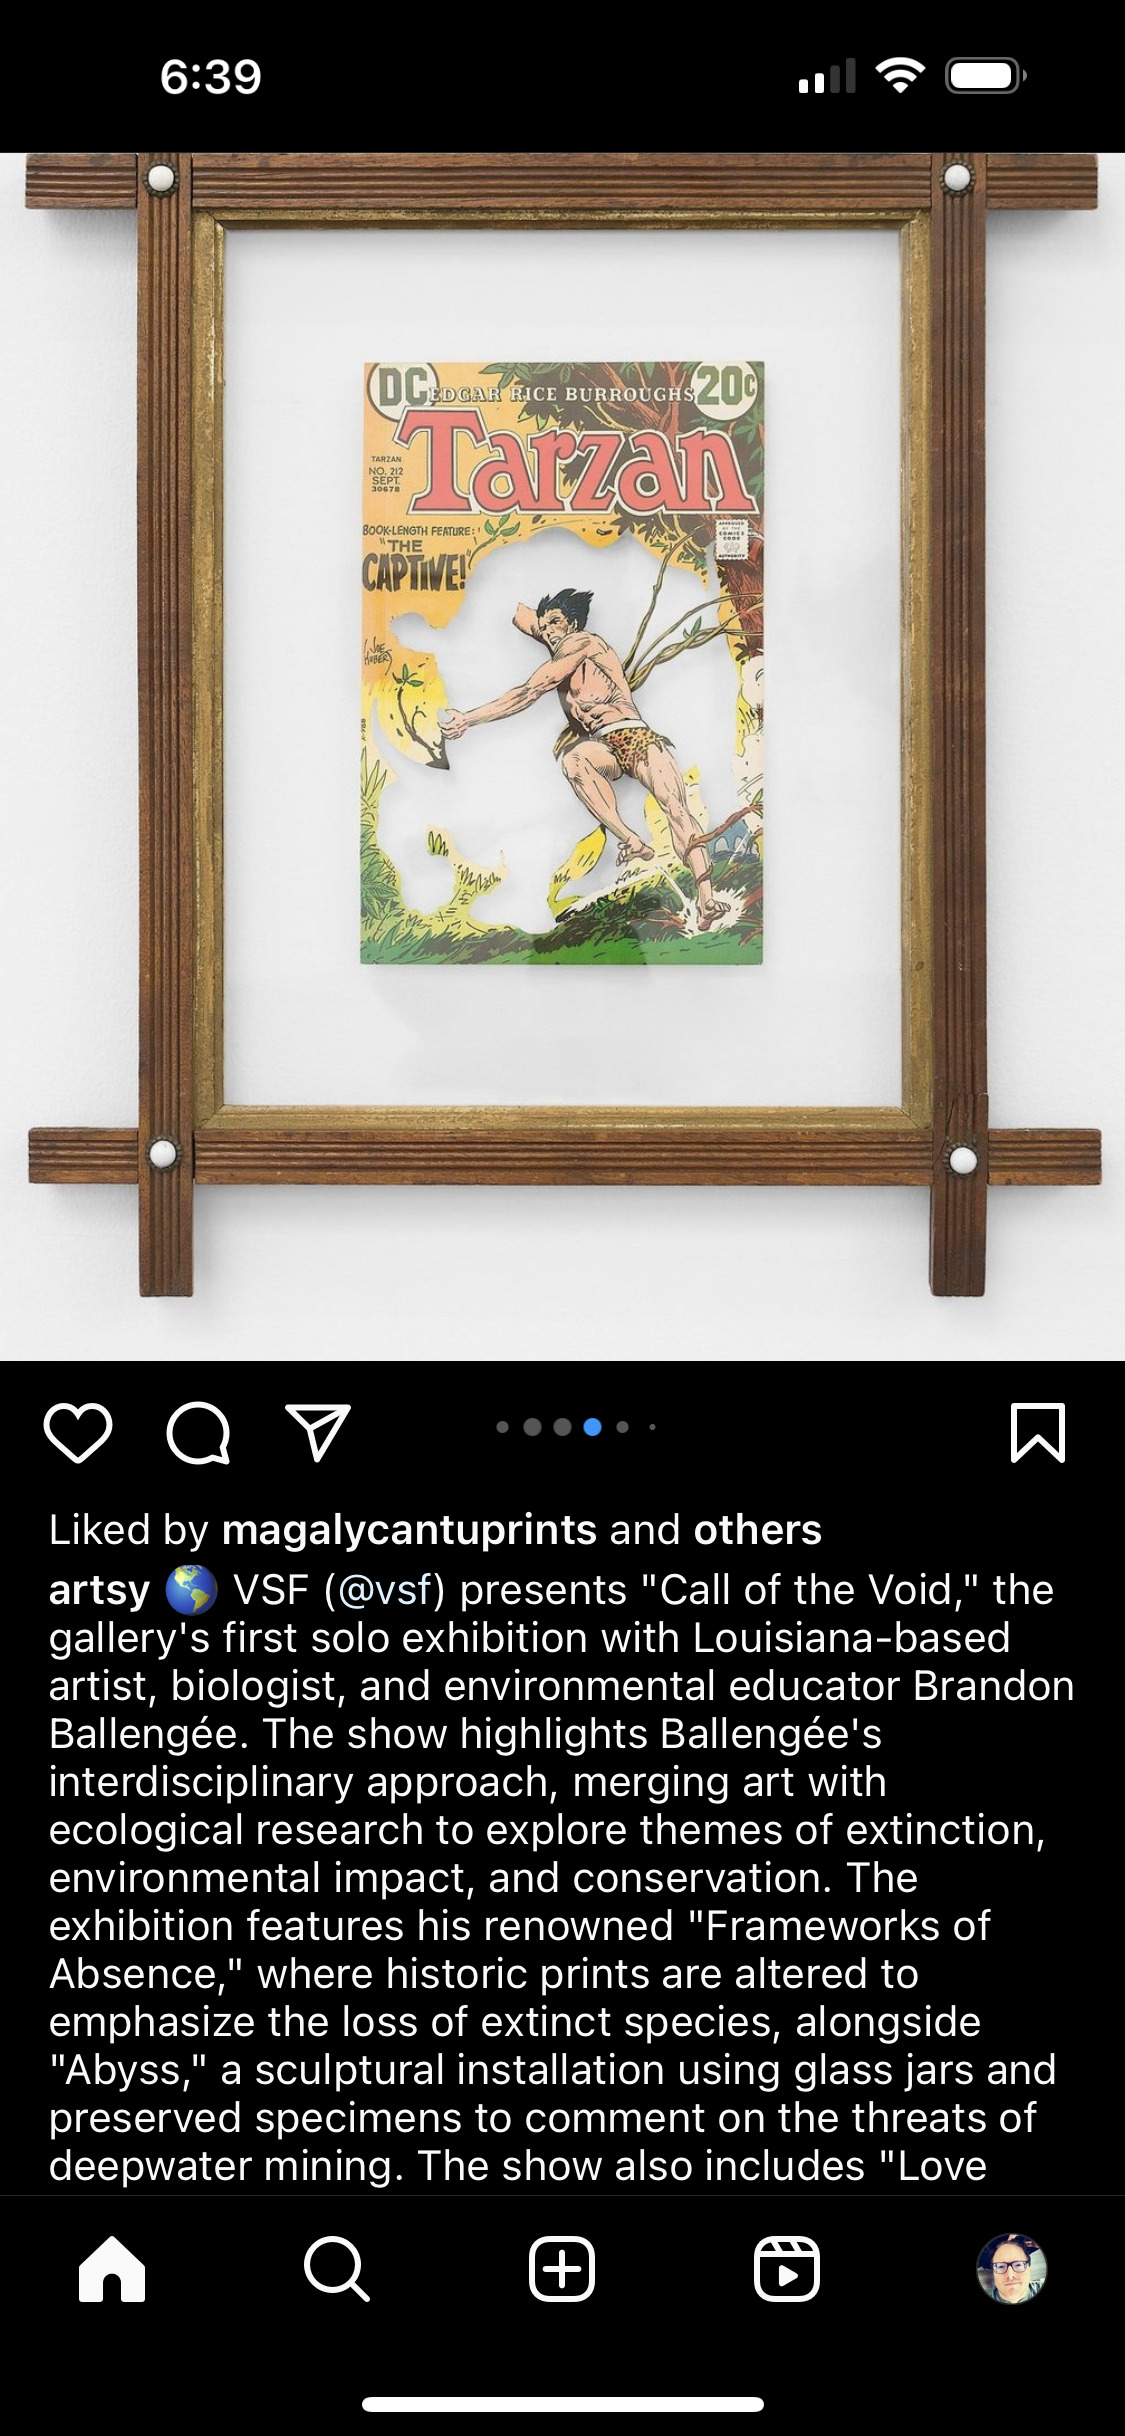 6:39
DC EDGAR RICE BURROUGHS 20c
Tarzan
TARZAN
NO. 212
SEPT.
30678
APPROVED
BY THE
COMICS
CODE
AUTHORITY
BOOK-LENGTH FEATURE:
"THE
CAPTIVE!"
JOE
KUBERT
Liked by magalycantuprints and others
artsy 🌎 VSF (@vsf) presents "Call of the Void," the
gallery's first solo exhibition with Louisiana-based
artist, biologist, and environmental educator Brandon
Ballengée. The show highlights Ballengée's
interdisciplinary approach, merging art with
ecological research to explore themes of extinction,
environmental impact, and conservation. The
exhibition features his renowned "Frameworks of
Absence," where historic prints are altered to
emphasize the loss of extinct species, alongside
"Abyss," a sculptural installation using glass jars and
preserved specimens to comment on the threats of
deepwater mining. The show also includes "Love